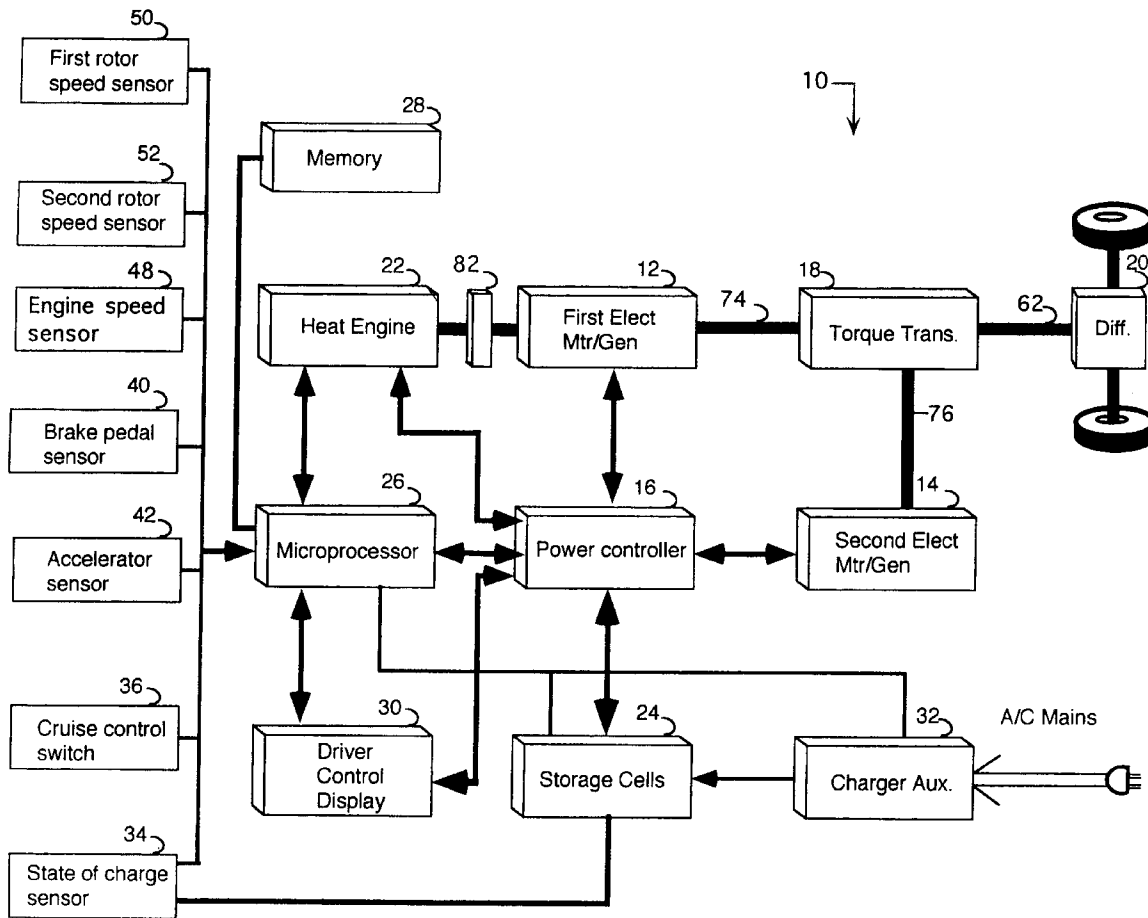 50
First rotor
speed sensor
10
28
Memory
52
Second rotor
speed sensor
48
Engine speed
sensor
22
Heat Engine
82
12
First Elect
Mtr/Gen
74
18
Torque Trans.
62
20
Diff.
76
40
Brake pedal
sensor
26
Microprocessor
16
Power controller
14
Second Elect
Mtr/Gen
42
Accelerator
sensor
36
Cruise control
switch
30
Driver
Control
Display
24
Storage Cells
32
Charger Aux.
A/C Mains
34
State of charge
sensor